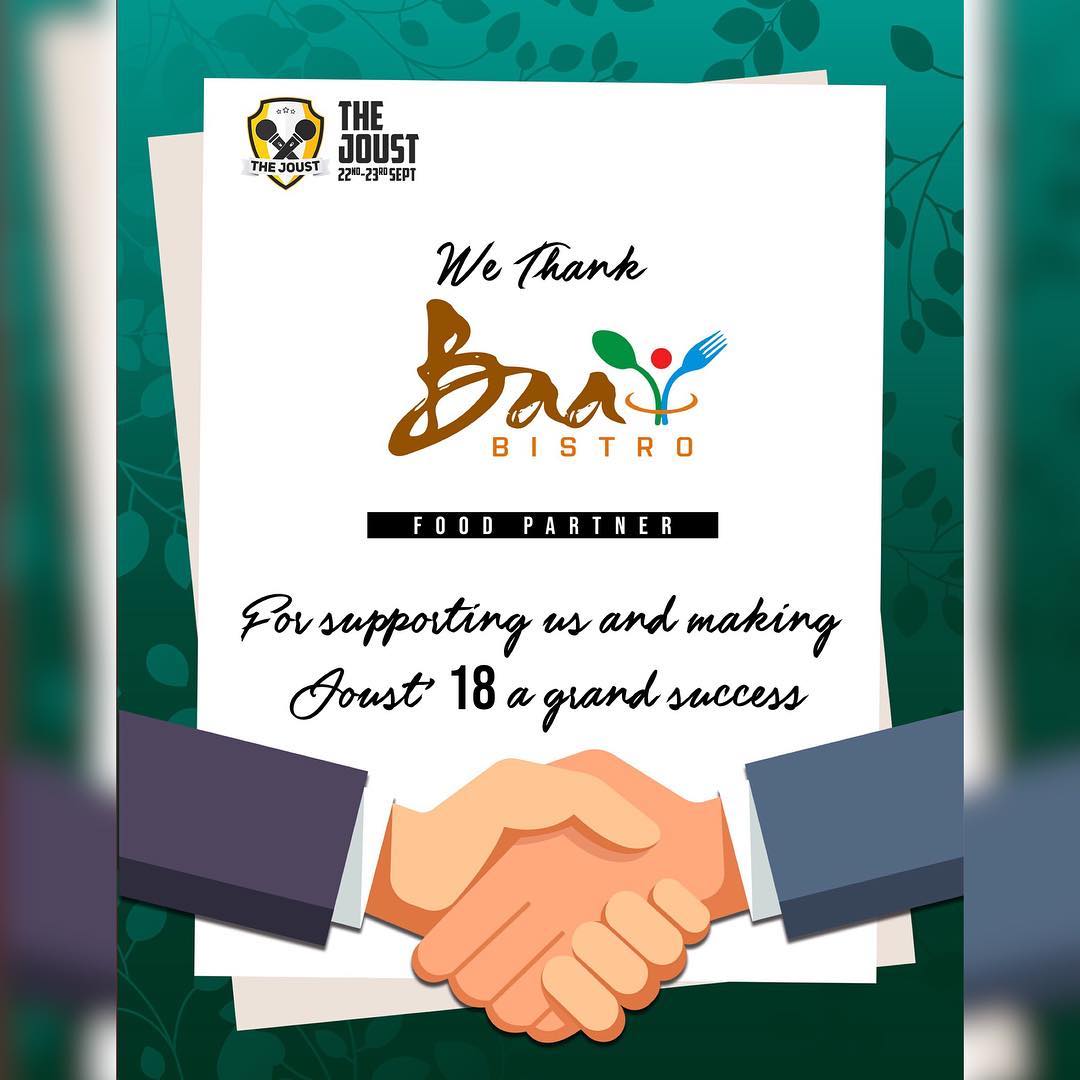 THE JOUST
THE
JOUST
22ND-23RD SEPT
We Thank
Baay
BISTRO
FOOD PARTNER
For supporting us and making
Joust' 18 a grand success